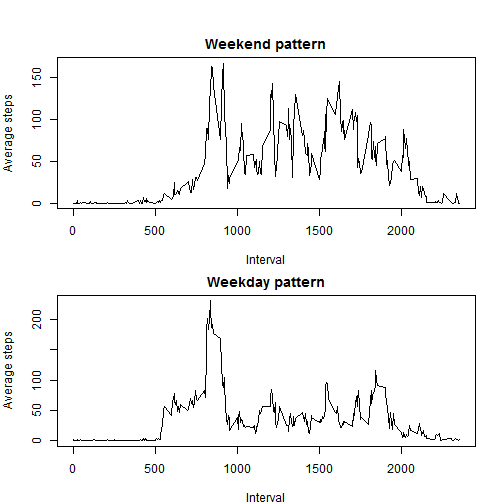 Weekend pattern
Average steps
0 50 100 150
0 500 1000 1500 2000
Interval
Weekday pattern
Average steps
0 50 100 200
0 500 1000 1500 2000
Interval